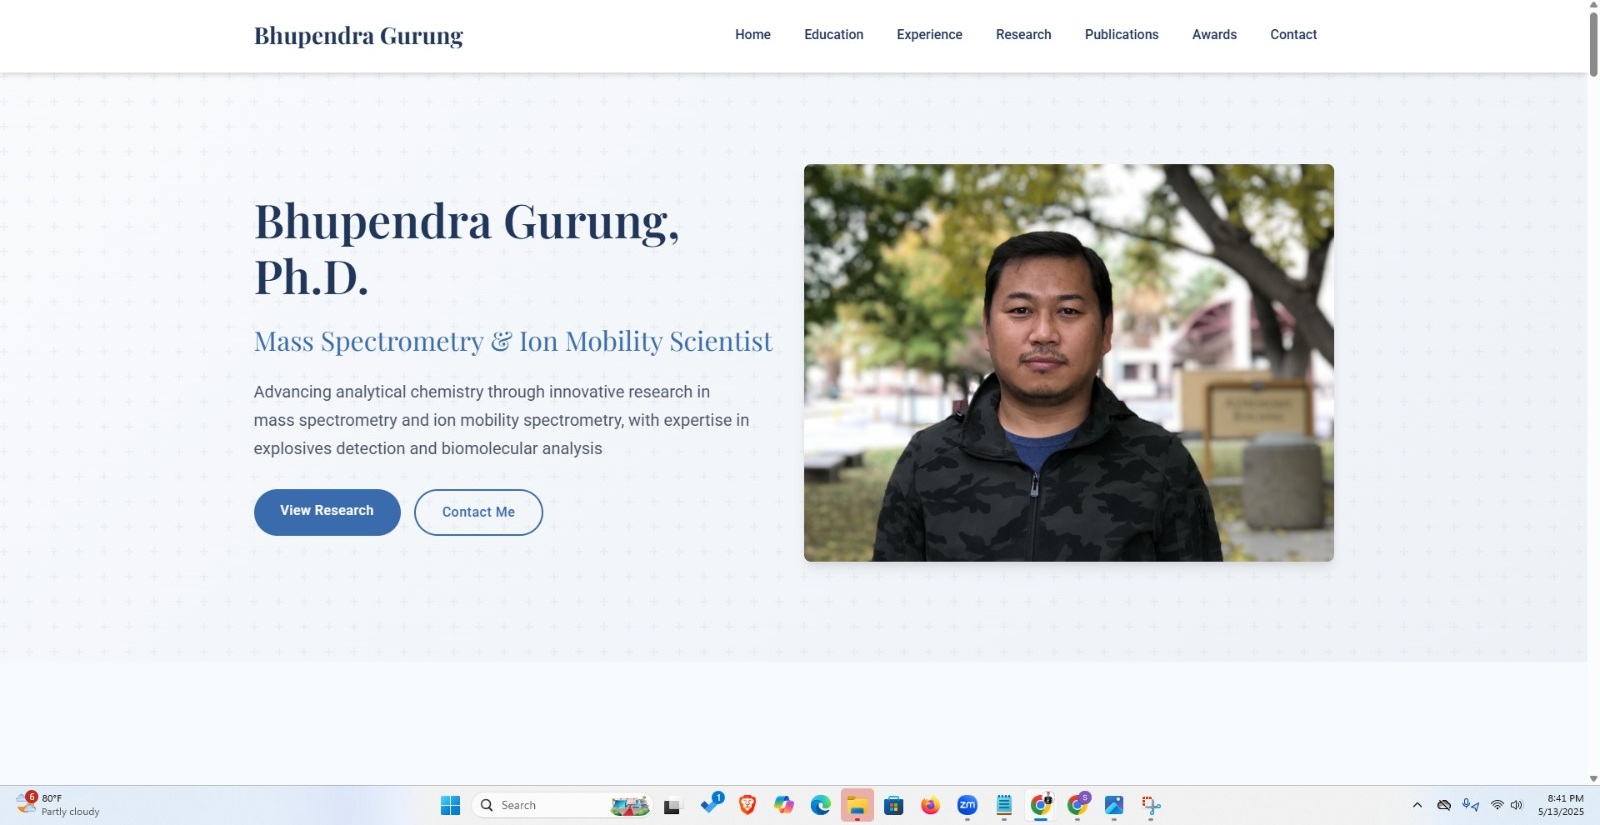 Bhupendra Gurung
Home Education Experience Research Publications Awards Contact
Bhupendra Gurung,
Ph.D.
Mass Spectrometry & Ion Mobility Scientist
Advancing analytical chemistry through innovative research in
mass spectrometry and ion mobility spectrometry, with expertise in
explosives detection and biomolecular analysis
View Research Contact Me
6
80°F
Partly cloudy
Search
1
zm
S
8:41 PM
5/13/2025